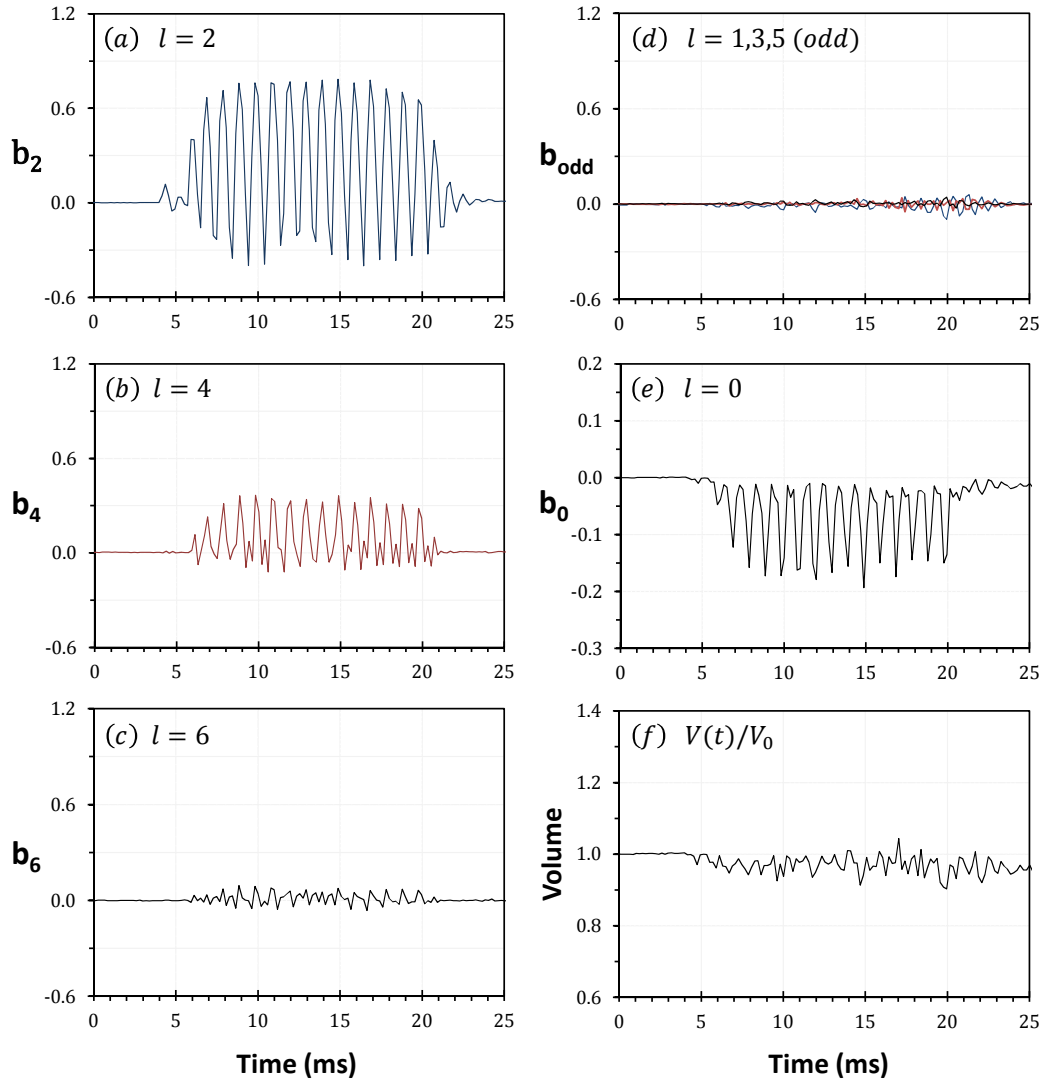 (a) l = 2
1.2
0.6
0.0
-0.6
b2
0 5 10 15 20 25
(b) l = 4
1.2
0.6
0.0
-0.6
b4
0 5 10 15 20 25
(c) l = 6
1.2
0.6
0.0
-0.6
b6
0 5 10 15 20 25
Time (ms)
(d) l = 1,3,5 (odd)
1.2
0.6
0.0
-0.6
bodd
0 5 10 15 20 25
(e) l = 0
0.2
0.1
0.0
-0.1
-0.2
-0.3
b0
0 5 10 15 20 25
(f) V(t)/V0
1.4
1.2
1.0
0.8
0.6
Volume
0 5 10 15 20 25
Time (ms)